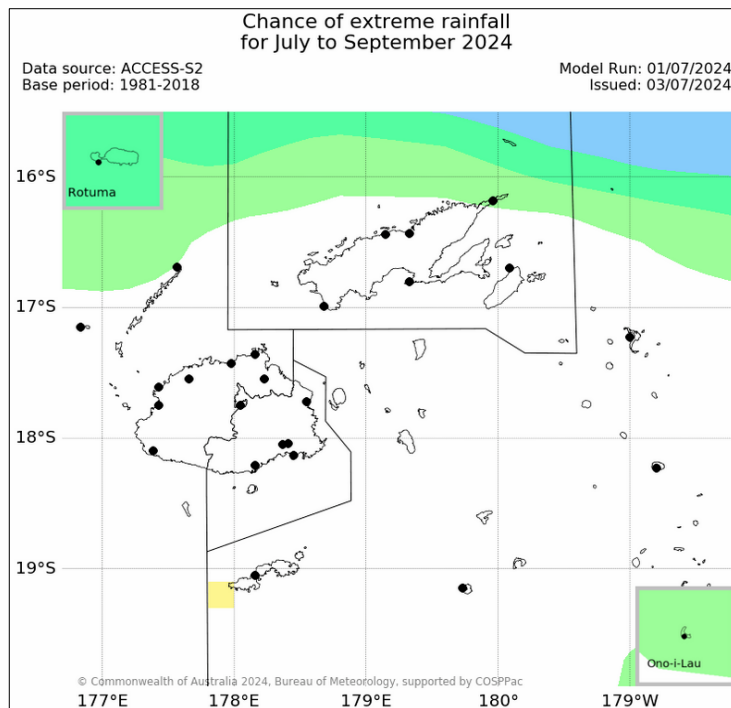 Chance of extreme rainfall
for July to September 2024
Data source: ACCESS-S2
Base period: 1981-2018
Model Run: 01/07/2024
Issued: 03/07/2024
Rotuma
16°S
17°S
18°S
19°S
Ono-i-Lau
© Commonwealth of Australia 2024, Bureau of Meteorology, supported by COSPPac
177°E
178°E
179°E
180°
179°W